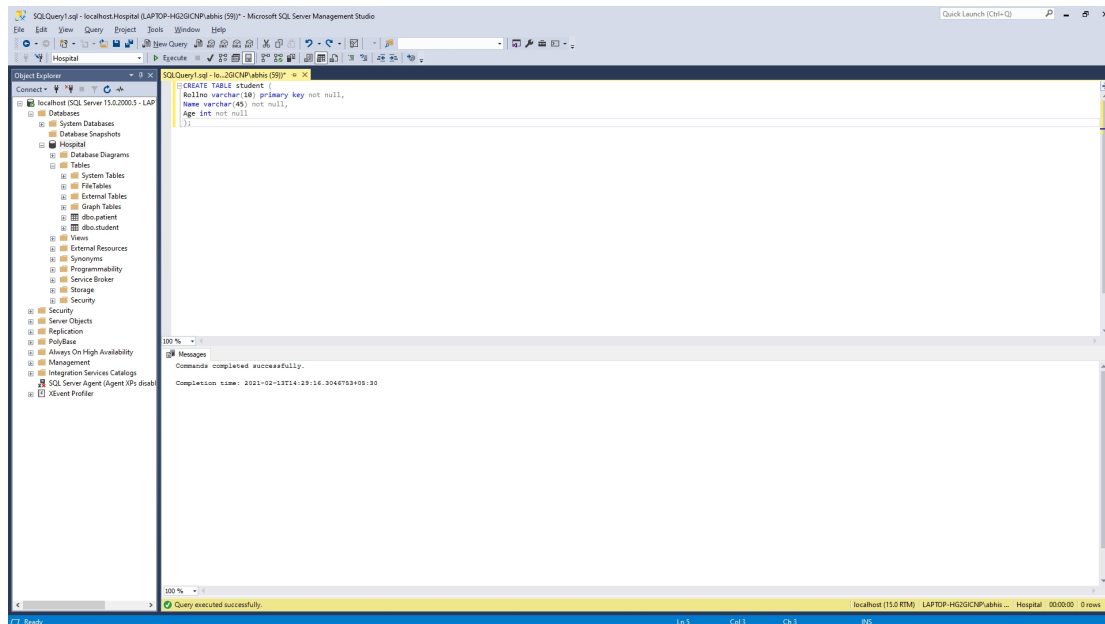 SQLQuery1.sql - localhost.Hospital (LAPTOP-HG2GICNP\abhis (59))* - Microsoft SQL Server Management Studio
Quick Launch (Ctrl+Q)
File Edit View Query Project Tools Window Help
New Query
Hospital
Execute
Object Explorer
SQLQuery1.sql - lo...2GICNP\abhis (59))*
Connect
localhost (SQL Server 15.0.2000.5 - LAP
Databases
System Databases
Database Snapshots
Hospital
Database Diagrams
Tables
System Tables
FileTables
External Tables
Graph Tables
dbo.patient
dbo.student
Views
External Resources
Synonyms
Programmability
Service Broker
Storage
Security
Security
Server Objects
Replication
PolyBase
Always On High Availability
Management
Integration Services Catalogs
SQL Server Agent (Agent XPs disabl
XEvent Profiler
CREATE TABLE student (
Rollno varchar(10) primary key not null,
Name varchar(45) not null,
Age int not null
);
100 %
Messages
Commands completed successfully.
Completion time: 2021-02-13T14:29:16.3046753+05:30
100 %
Query executed successfully.
localhost (15.0 RTM) LAPTOP-HG2GICNP\abhis ... Hospital 00:00:00 0 rows
Ready Ln 5 Col 3 Ch 3 INS